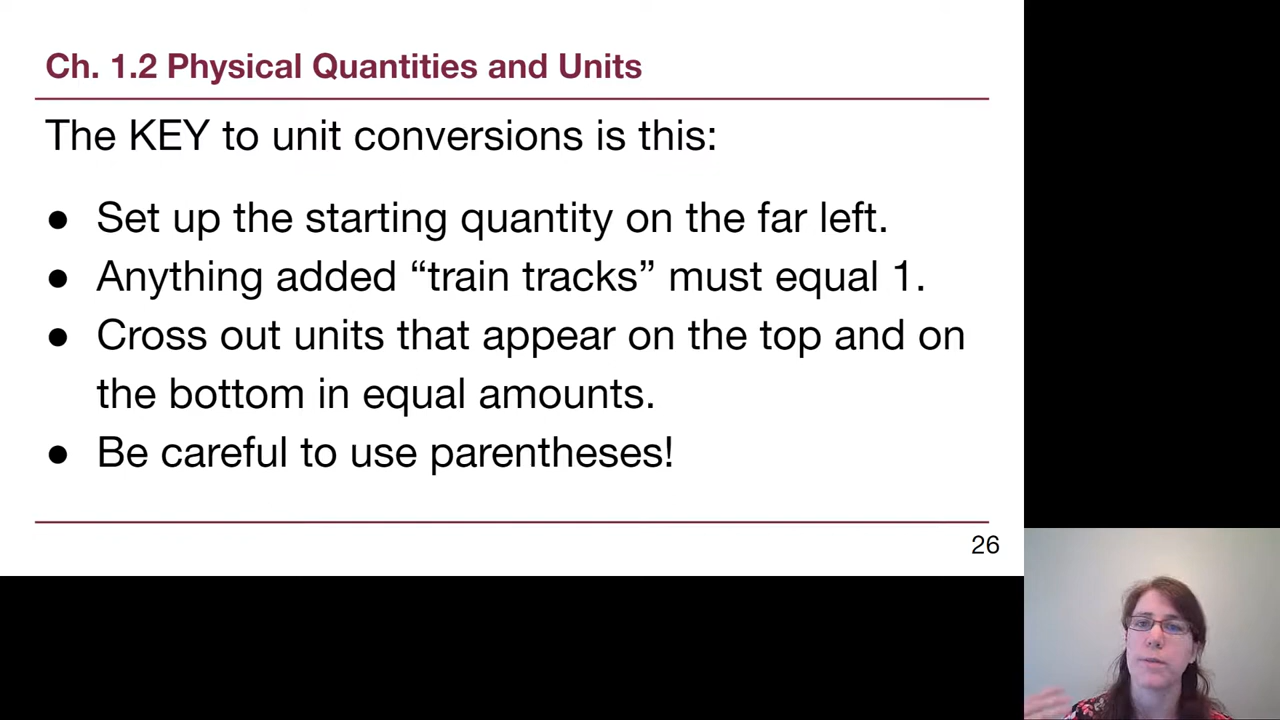 Ch. 1.2 Physical Quantities and Units
The KEY to unit conversions is this:
● Set up the starting quantity on the far left.
● Anything added “train tracks” must equal 1.
● Cross out units that appear on the top and on
the bottom in equal amounts.
● Be careful to use parentheses!
26